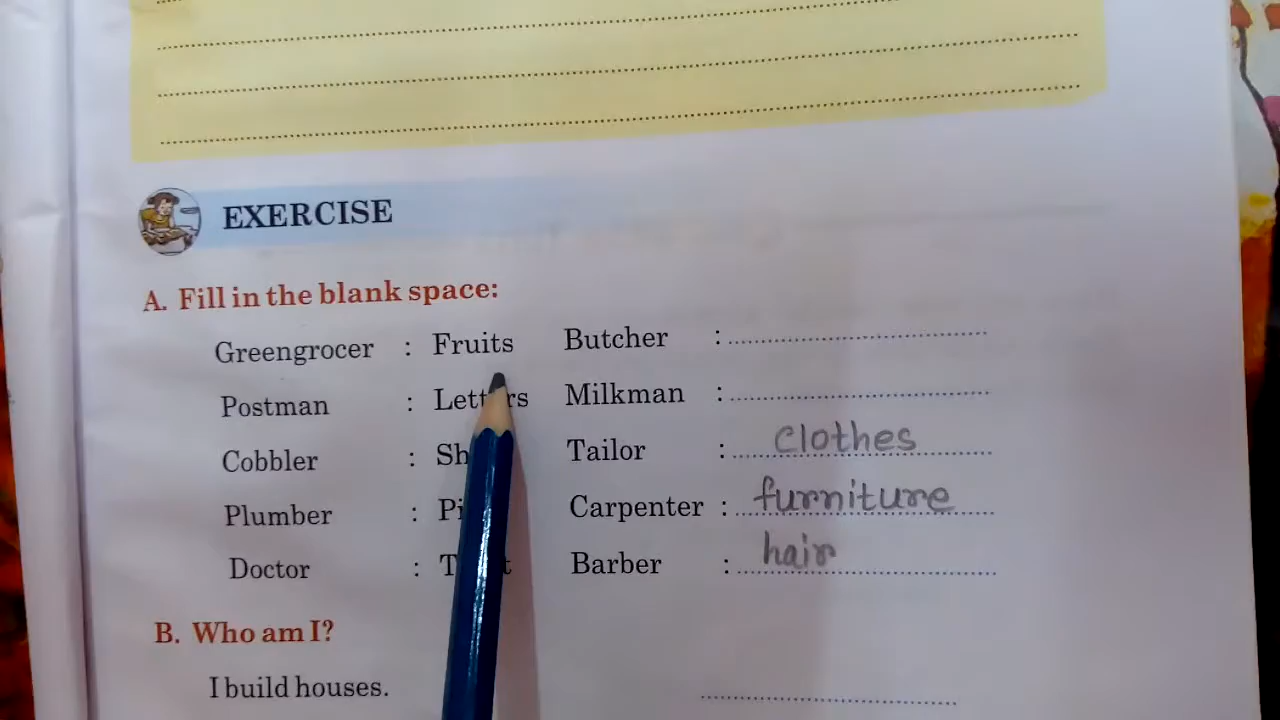 EXERCISE
A. Fill in the blank space:
Greengrocer : Fruits Butcher :
Postman : Milkman :
Cobbler : Tailor : clothes
Plumber : Carpenter : furniture
Doctor : Barber : hair
B. Who am I?
I build houses.